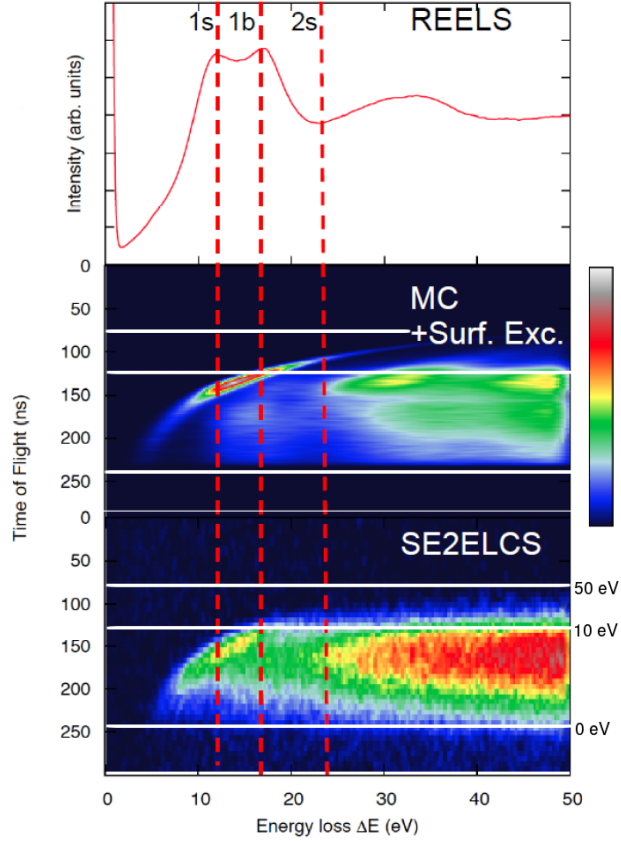 1s 1b 2s REELS
Intensity (arb. units)
0
50
100
150
200
250
MC
+Surf. Exc.
Time of Flight (ns)
0
50
100
150
200
250
SE2ELCS
50 eV
10 eV
0 eV
0 10 20 30 40 50
Energy loss ΔE (eV)